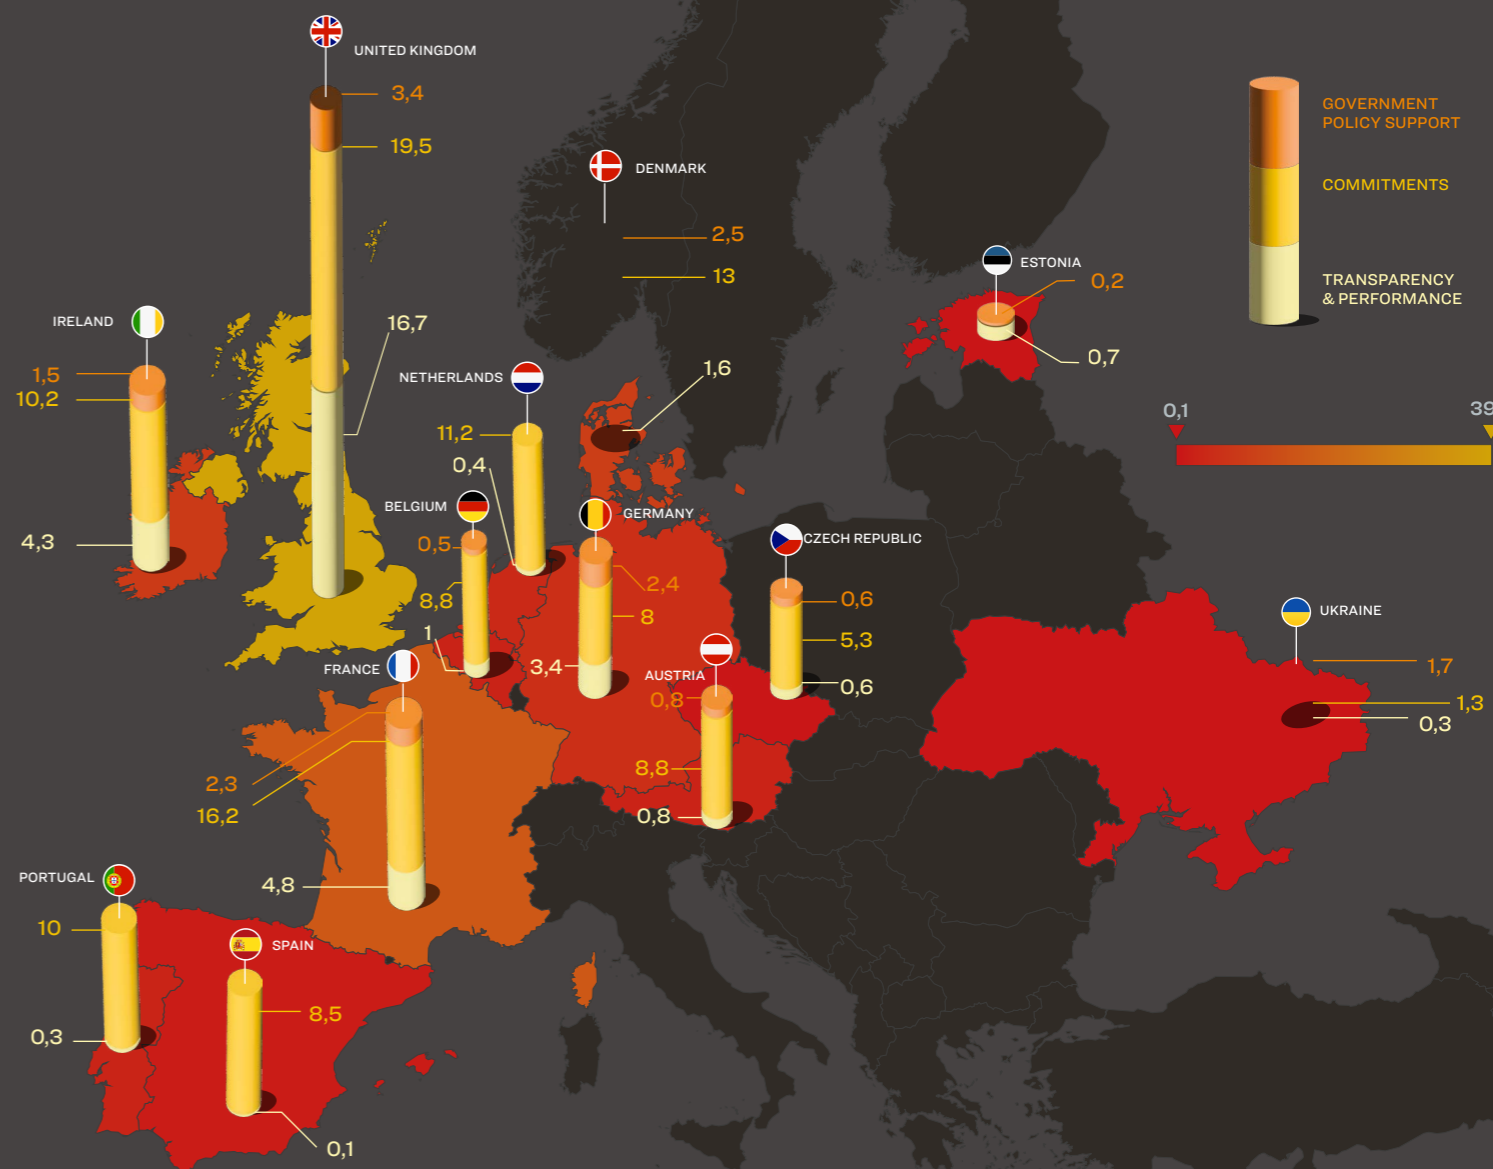 UNITED KINGDOM
3,4
19,5
16,7
DENMARK
2,5
13
1,6
GOVERNMENT
POLICY SUPPORT
COMMITMENTS
TRANSPARENCY
& PERFORMANCE
ESTONIA
0,2
0,7
0,1
39
IRELAND
1,5
10,2
4,3
NETHERLANDS
11,2
0,4
BELGIUM
0,5
8,8
1
GERMANY
2,4
8
3,4
CZECH REPUBLIC
0,6
5,3
0,6
UKRAINE
1,7
1,3
0,3
AUSTRIA
0,8
8,8
0,8
FRANCE
2,3
16,2
4,8
PORTUGAL
10
0,3
SPAIN
8,5
0,1